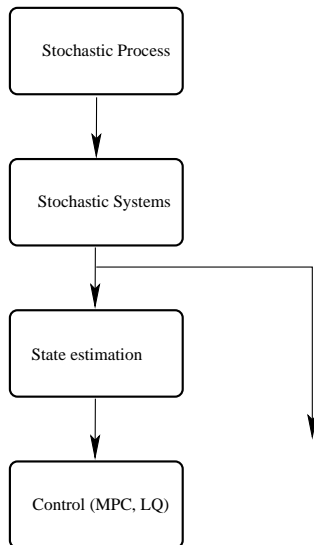 Stochastic Process
Stochastic Systems
State estimation
Control (MPC, LQ)